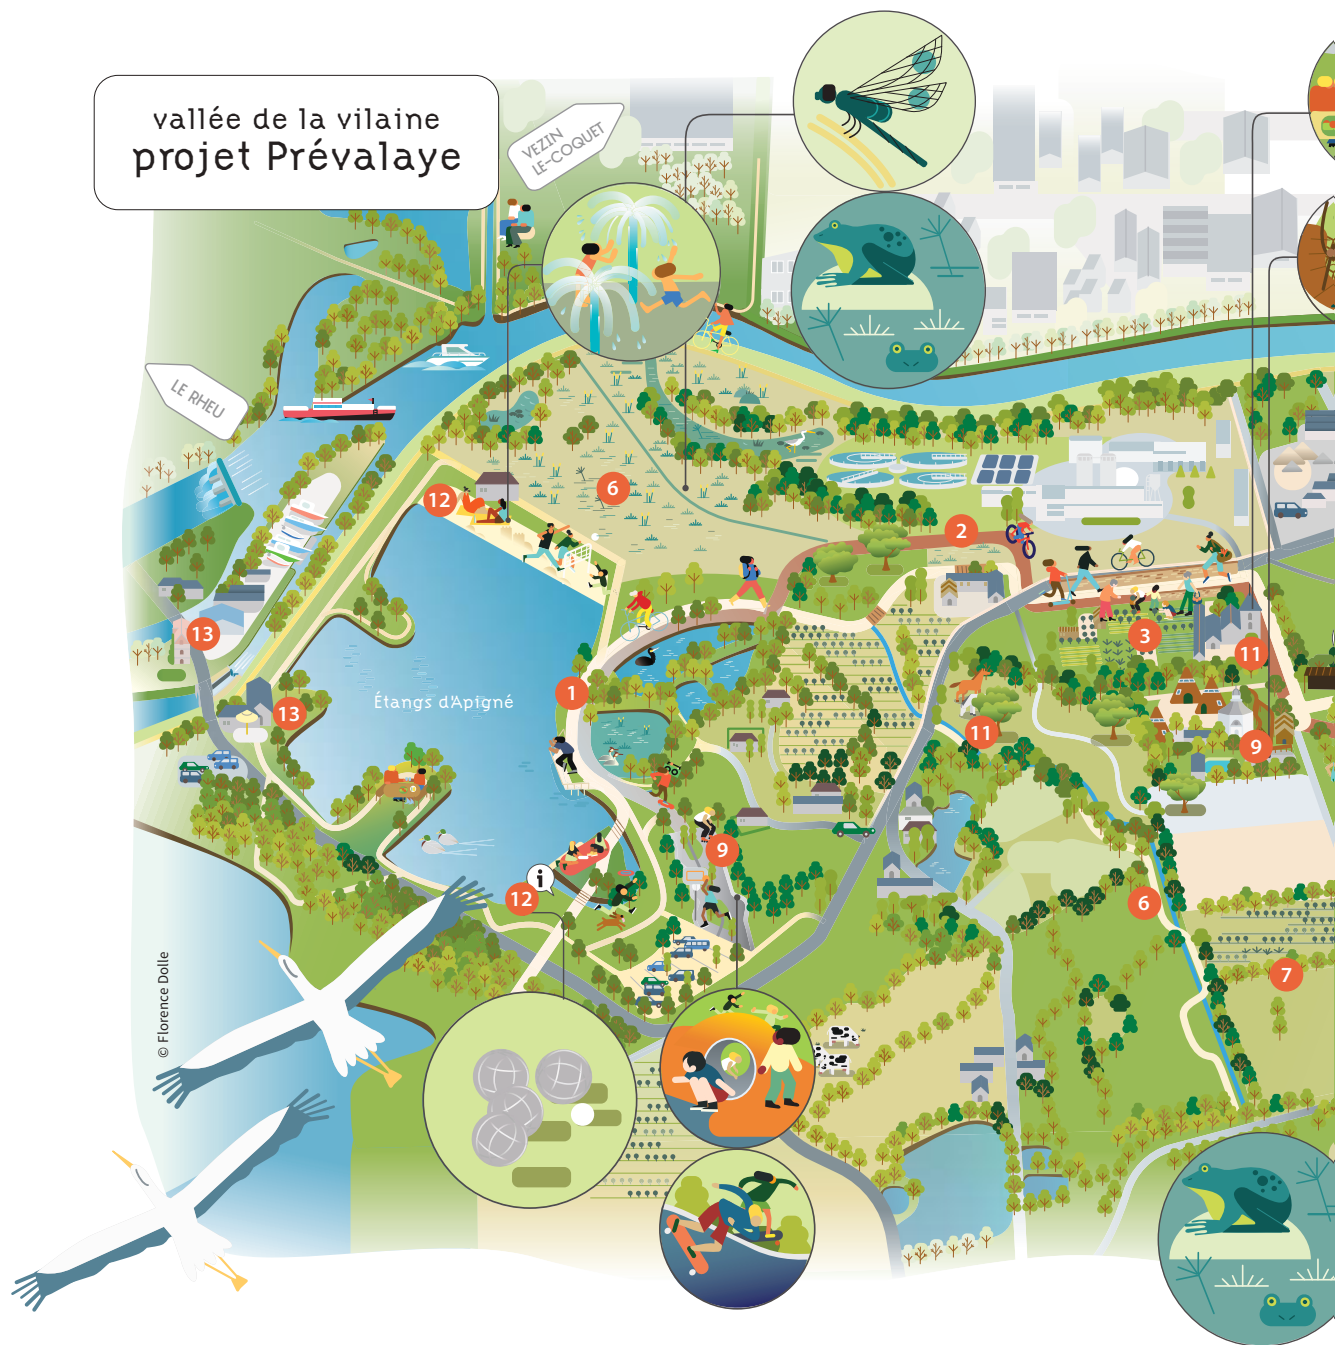 vallée de la vilaine
projet Prévalaye
VEZIN
LE-COQUET
LE RHEU
12
6
2
3
11
13
1
Étangs d'Apigné
13
11
9
9
i
12
6
7
© Florence Dolle